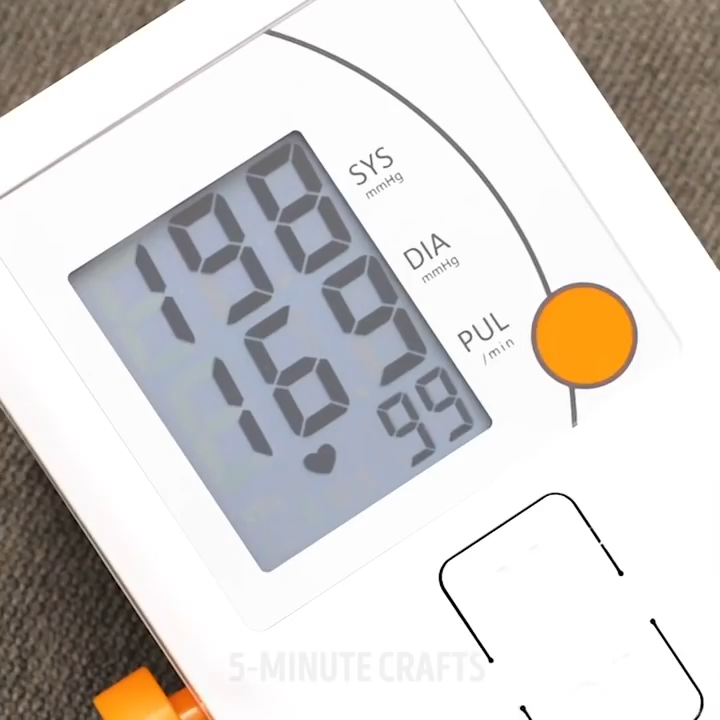 198
SYS
mmHg
169
DIA
mmHg
99
PUL
/min
5-MINUTE CRAFTS